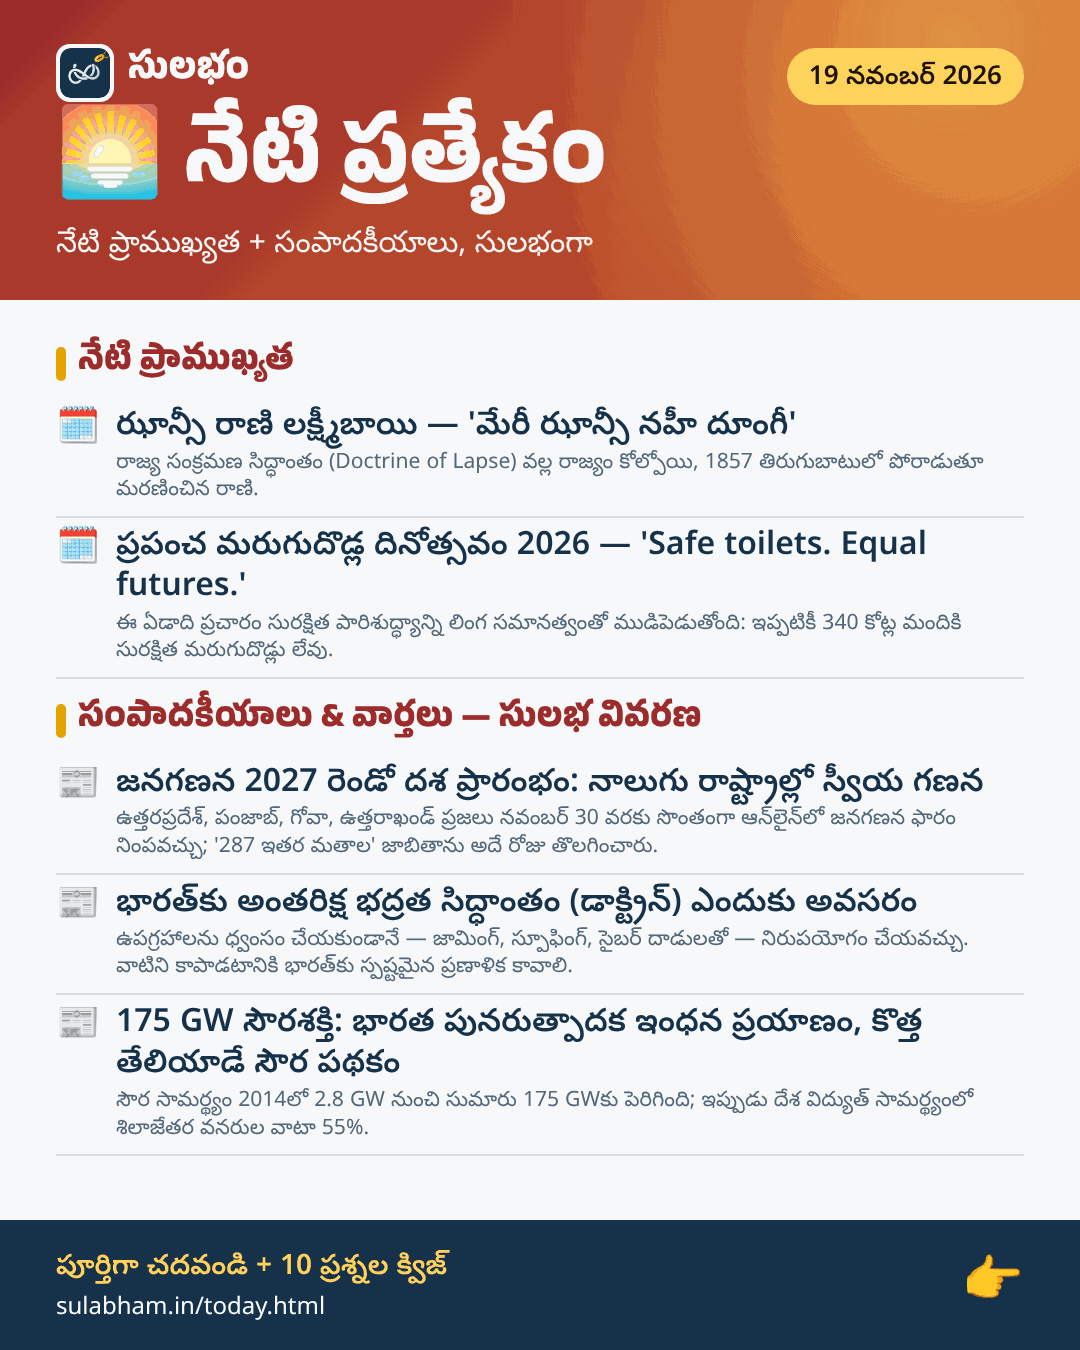 సులభం
19 నవంబర్ 2026
నేటి ప్రత్యేకం
నేటి ప్రాముఖ్యత + సంపాదకీయాలు, సులభంగా
నేటి ప్రాముఖ్యత
ఝాన్సీ రాణి లక్ష్మీబాయి — 'మేరీ ఝాన్సీ నహీ దూంగీ'
రాజ్య సంక్రమణ సిద్ధాంతం (Doctrine of Lapse) వల్ల రాజ్యం కోల్పోయి, 1857 తిరుగుబాటులో పోరాడుతూ
మరణించిన రాణి.
ప్రపంచ మరుగుదొడ్ల దినోత్సవం 2026 — 'Safe toilets. Equal
futures.'
ఈ ఏడాది ప్రచారం సురక్షిత పారిశుద్ధ్యాన్ని లింగ సమానత్వంతో ముడిపెడుతోంది: ఇప్పటికీ 340 కోట్ల మందికి
సురక్షిత మరుగుదొడ్లు లేవు.
సంపాదకీయాలు & వార్తలు — సులభ వివరణ
జనగణన 2027 రెండో దశ ప్రారంభం: నాలుగు రాష్ట్రాల్లో స్వీయ గణన
ఉత్తరప్రదేశ్, పంజాబ్, గోవా, ఉత్తరాఖండ్ ప్రజలు నవంబర్ 30 వరకు సొంతంగా ఆన్‌లైన్‌లో జనగణన ఫారం
నింపవచ్చు; '287 ఇతర మతాల' జాబితాను అదే రోజు తొలగించారు.
భారత్‌కు అంతరిక్ష భద్రత సిద్ధాంతం (డాక్ట్రిన్) ఎందుకు అవసరం
ఉపగ్రహాలను ధ్వంసం చేయకుండానే — జామింగ్, స్పూఫింగ్, సైబర్ దాడులతో — నిరుపయోగం చేయవచ్చు.
వాటిని కాపాడటానికి భారత్‌కు స్పష్టమైన ప్రణాళిక కావాలి.
175 GW సౌరశక్తి: భారత పునరుత్పాదక ఇంధన ప్రయాణం, కొత్త
తేలియాడే సౌర పథకం
సౌర సామర్థ్యం 2014లో 2.8 GW నుంచి సుమారు 175 GWకు పెరిగింది; ఇప్పుడు దేశ విద్యుత్ సామర్థ్యంలో
శిలాజేతర వనరుల వాటా 55%.
పూర్తిగా చదవండి + 10 ప్రశ్నల క్విజ్
sulabham.in/today.html